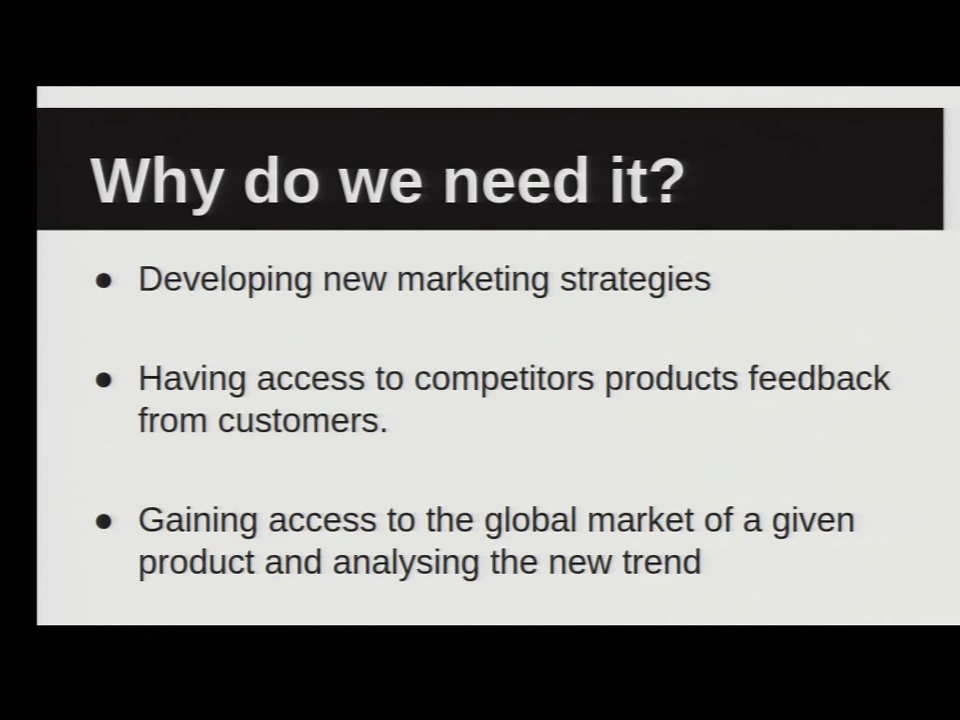 Why do we need it?
● Developing new marketing strategies
● Having access to competitors products feedback
from customers.
● Gaining access to the global market of a given
product and analysing the new trend